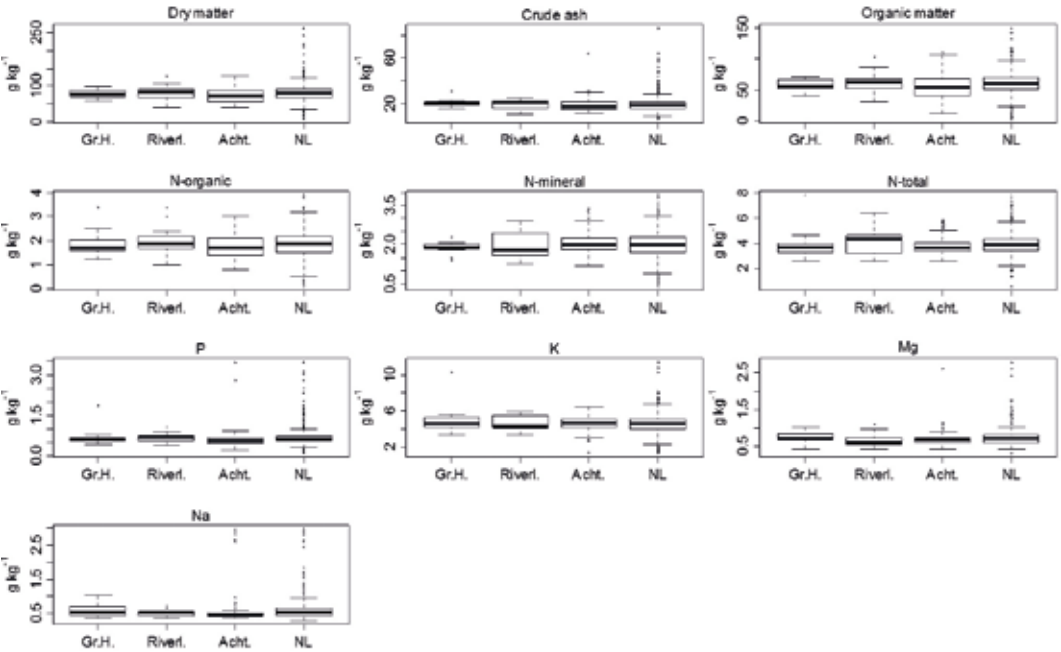 Dry matter Crude ash Organic matter
g kg⁻¹ 0 100 250 g kg⁻¹ 20 60 g kg⁻¹ 0 50 150
Gr.H. Riverl. Acht. NL Gr.H. Riverl. Acht. NL Gr.H. Riverl. Acht. NL
N-organic N-mineral N-total
g kg⁻¹ 0 1 2 3 4 g kg⁻¹ 0.5 2.0 3.5 g kg⁻¹ 2 4 6 8
Gr.H. Riverl. Acht. NL Gr.H. Riverl. Acht. NL Gr.H. Riverl. Acht. NL
P K Mg
g kg⁻¹ 0.0 1.5 3.0 g kg⁻¹ 2 6 10 g kg⁻¹ 0.5 1.5 2.5
Gr.H. Riverl. Acht. NL Gr.H. Riverl. Acht. NL Gr.H. Riverl. Acht. NL
Na
g kg⁻¹ 0.5 1.5 2.5
Gr.H. Riverl. Acht. NL